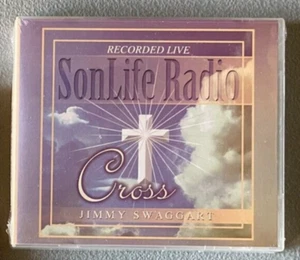 RECORDED LIVE
SonLife Radio
Cross
JIMMY SWAGGART